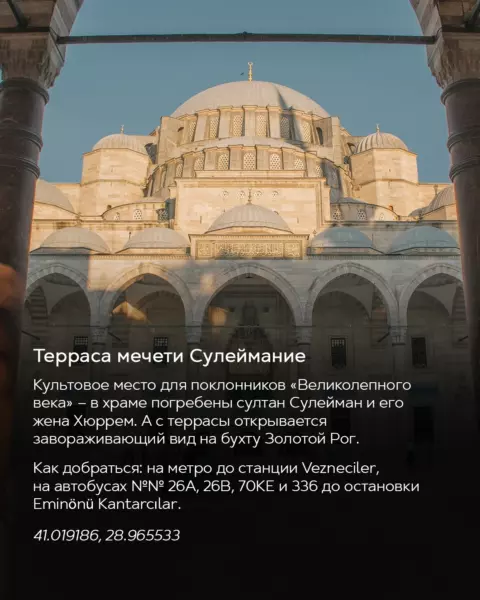 Терраса мечети Сулеймание
Культовое место для поклонников «Великолепного
века» – в храме погребены султан Сулейман и его
жена Хюррем. А с террасы открывается
завораживающий вид на бухту Золотой Рог.
Как добраться: на метро до станции Vezneciler,
на автобусах №№ 26A, 26B, 70KE и 336 до остановки
Eminönü Kantarcılar.
41.019186, 28.965533